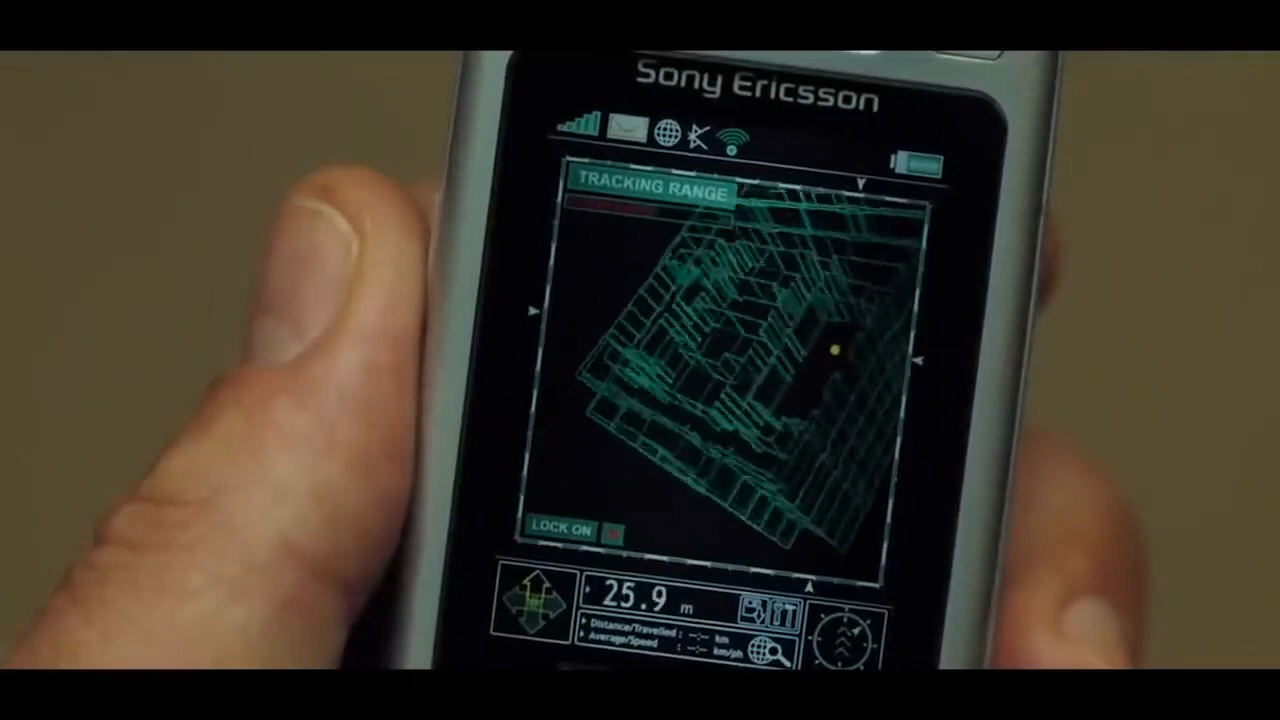 Sony Ericsson
TRACKING RANGE
LOCK ON
25.9 m
Distance/Travelled : --:-- km
Average/Speed : --:-- km/ph